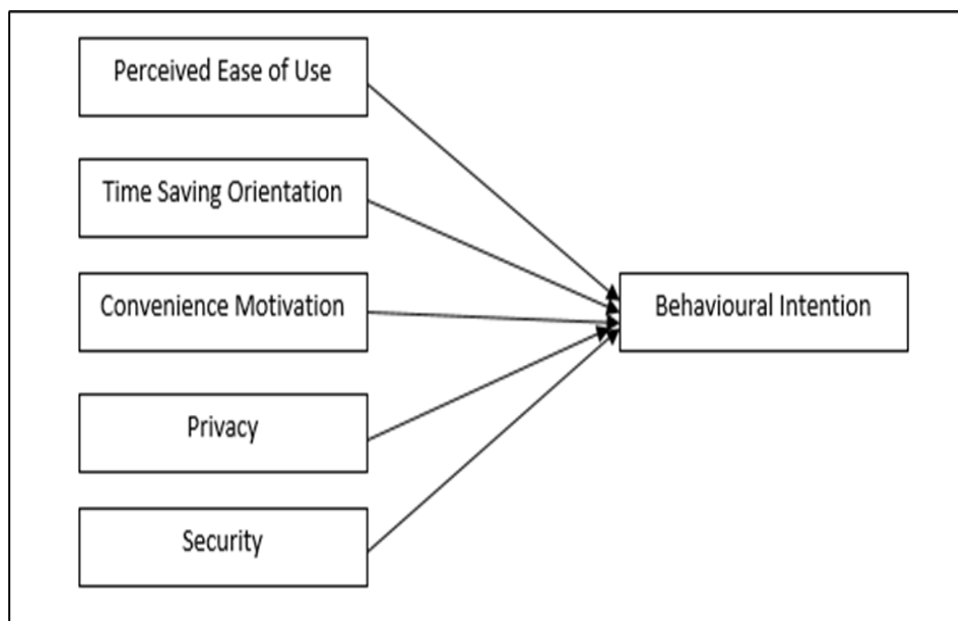 Perceived Ease of Use
Time Saving Orientation
Convenience Motivation
Behavioural Intention
Privacy
Security